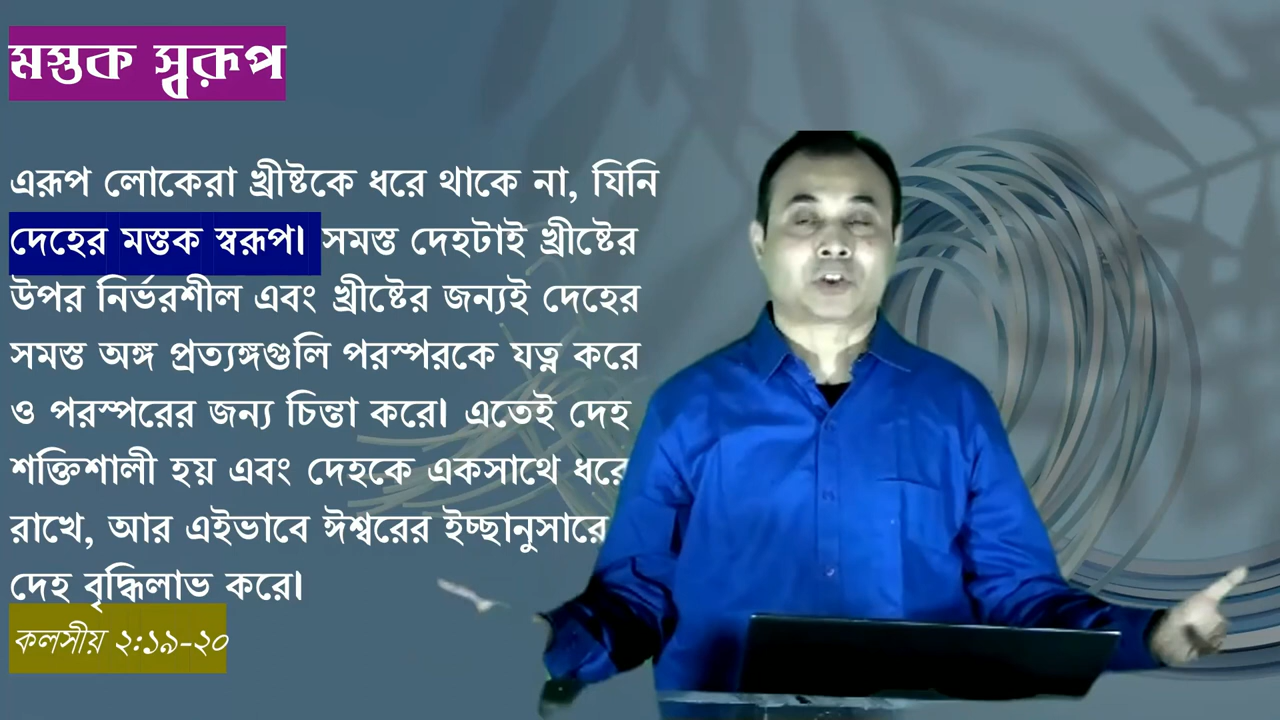 মস্তক স্বরূপ
এরূপ লোকেরা খ্রীষ্টকে ধরে থাকে না, যিনি
দেহের মস্তক স্বরূপ। সমস্ত দেহটাই খ্রীষ্টের
উপর নির্ভরশীল এবং খ্রীষ্টের জন্যই দেহের
সমস্ত অঙ্গ প্রত্যঙ্গগুলি পরস্পরকে যত্ন করে
ও পরস্পরের জন্য চিন্তা করে। এতেই দেহ
শক্তিশালী হয় এবং দেহকে একসাথে ধরে
রাখে, আর এইভাবে ঈশ্বরের ইচ্ছানুসারে
দেহ বৃদ্ধিলাভ করে।
কলসীয় ২:১৯-২০